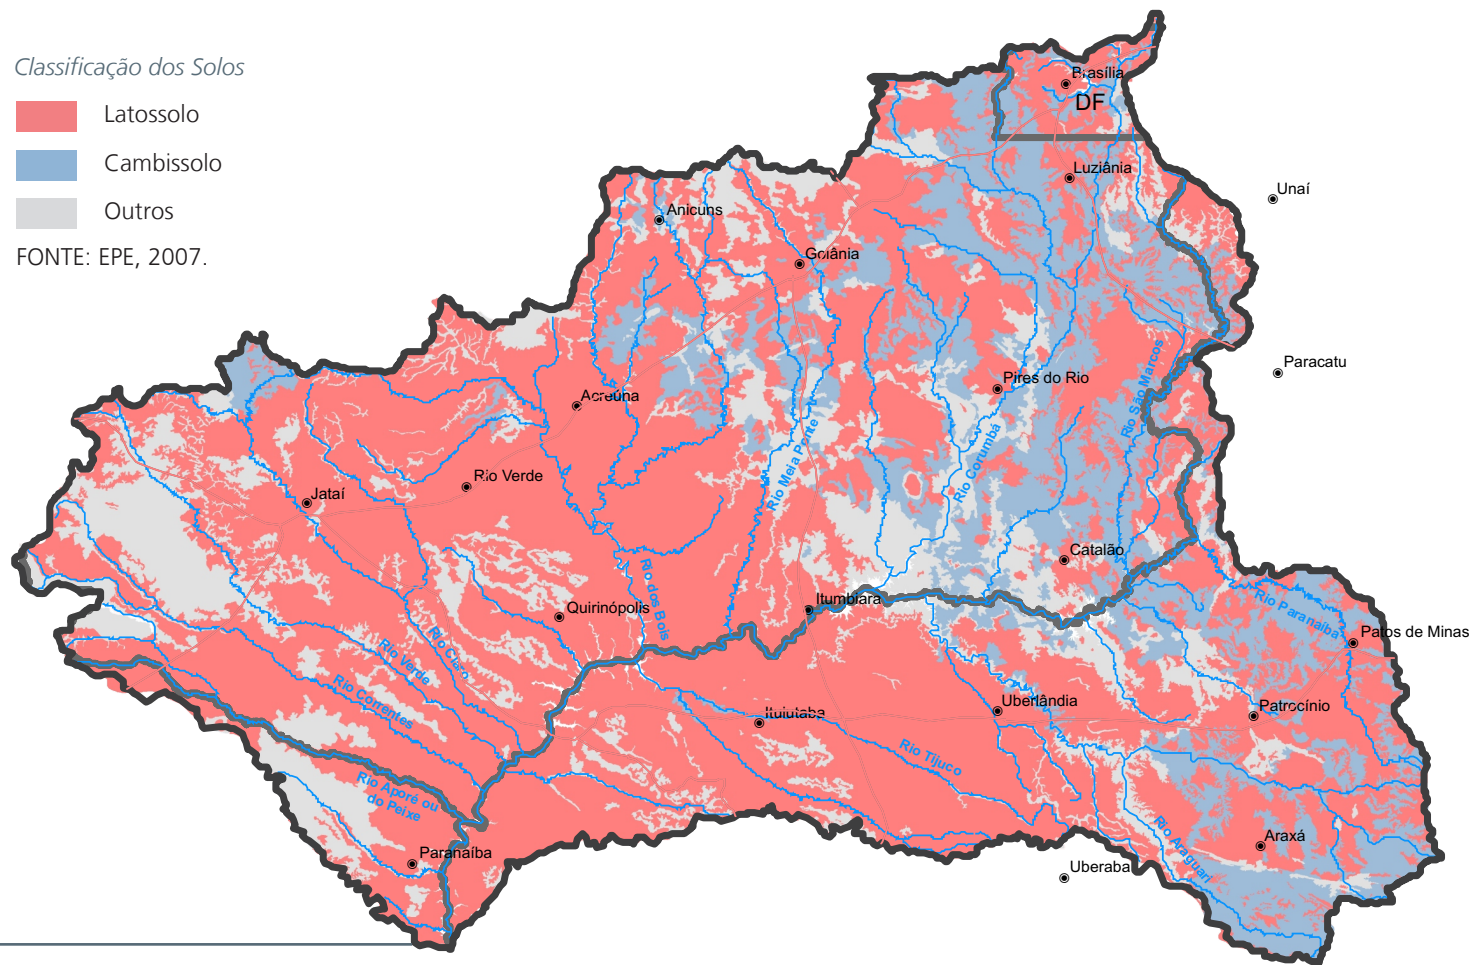 Classificação dos Solos
Latossolo
Cambissolo
Outros
FONTE: EPE, 2007.
Brasília
DF
Luziânia
Unaí
Anicuns
Goiânia
Paracatu
Pires do Rio
Rio São Marcos
Acreúna
Rio Meia Ponte
Rio Corumbá
Rio Verde
Jataí
Catalão
Rio dos Bois
Itumbiara
Quirinópolis
Rio Paranaíba
Patos de Minas
Rio Claro
Rio Verde
Rio Correntes
Uberlândia
Patrocínio
Ituiutaba
Rio Tijuco
Rio Aporé ou
do Peixe
Rio Araguari
Araxá
Paranaíba
Uberaba